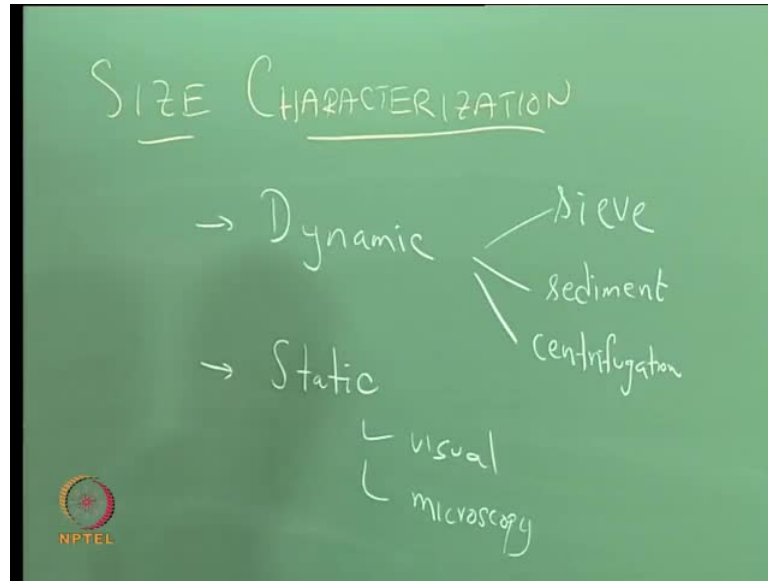 SIZE CHARACTERIZATION
→ Dynamic
sieve
sediment
centrifugation
→ Static
visual
microscopy
NPTEL